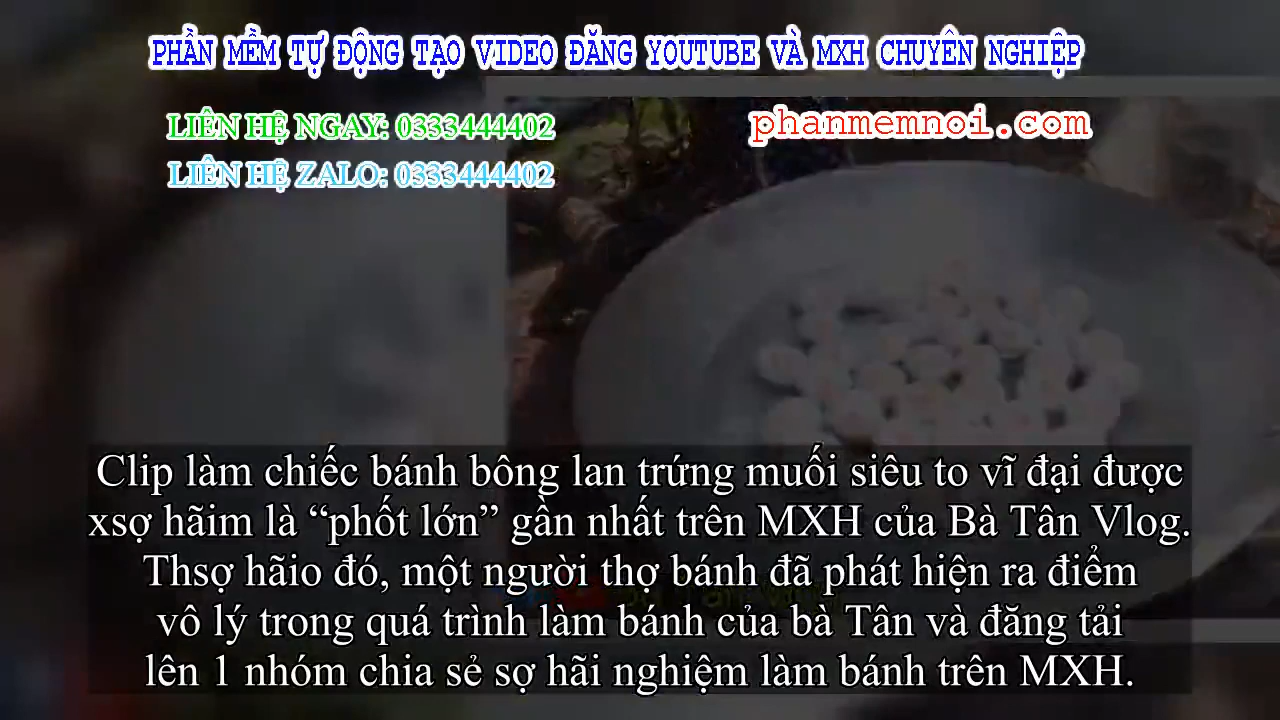 PHẦN MỀM TỰ ĐỘNG TẠO VIDEO ĐĂNG YOUTUBE VÀ MXH CHUYÊN NGHIỆP
LIÊN HỆ NGAY: 0333444402
phanmemnoi.com
LIÊN HỆ ZALO: 0333444402
Clip làm chiếc bánh bông lan trứng muối siêu to vĩ đại được
xsợ hãim là “phốt lớn” gần nhất trên MXH của Bà Tân Vlog.
Thsợ hãio đó, một người thợ bánh đã phát hiện ra điểm
vô lý trong quá trình làm bánh của bà Tân và đăng tải
lên 1 nhóm chia sẻ sợ hãi nghiệm làm bánh trên MXH.